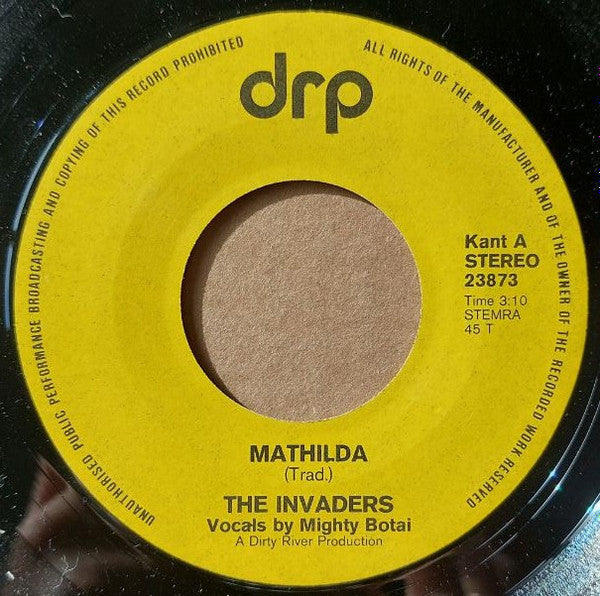 UNAUTHORISED PUBLIC PERFORMANCE BROADCASTING AND COPYING OF THIS RECORD PROHIBITED
ALL RIGHTS OF THE MANUFACTURER AND OF THE OWNER OF THE RECORDED WORK RESERVED
drp
Kant A
STEREO
23873
Time 3:10
STEMRA
45 T
MATHILDA
(Trad.)
THE INVADERS
Vocals by Mighty Botai
A Dirty River Production